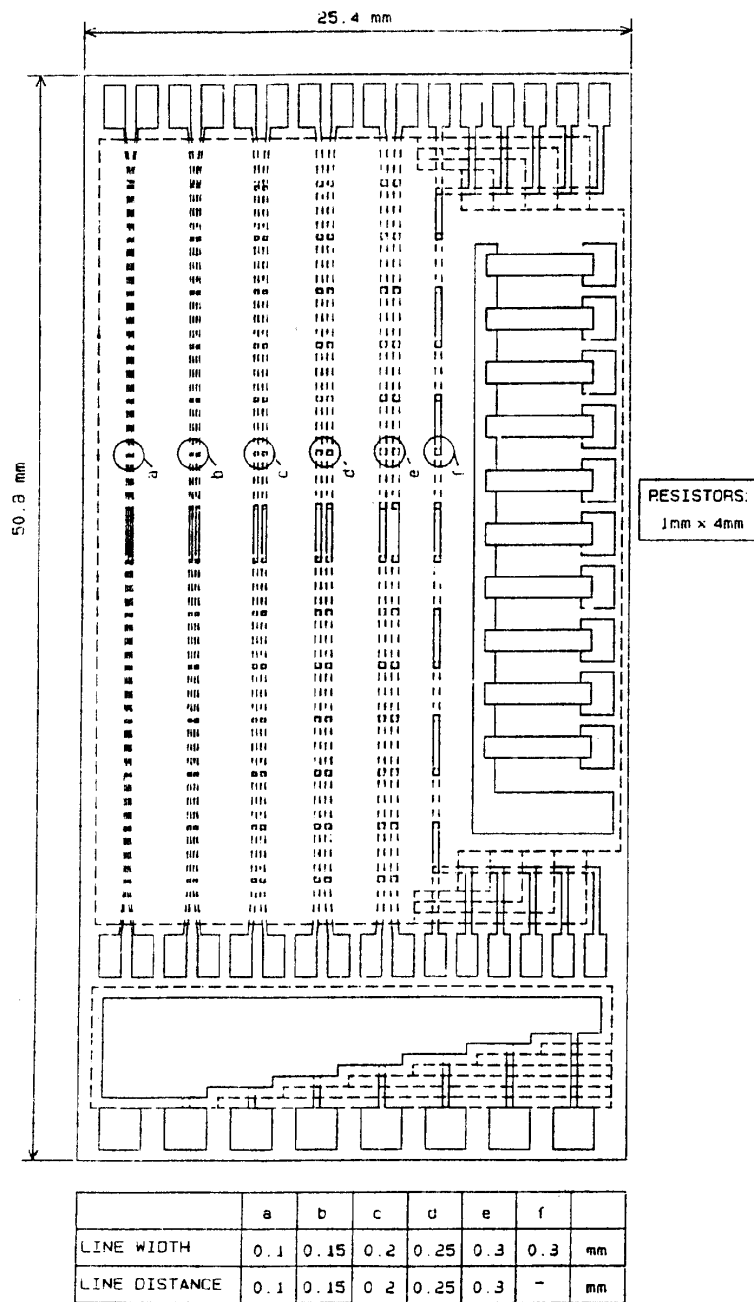 25.4 mm
50.8 mm
a b c d e f
RESISTORS:
1mm x 4mm
a b c d e f
LINE WIDTH 0.1 0.15 0.2 0.25 0.3 0.3 mm
LINE DISTANCE 0.1 0.15 0 2 0.25 0.3 - mm